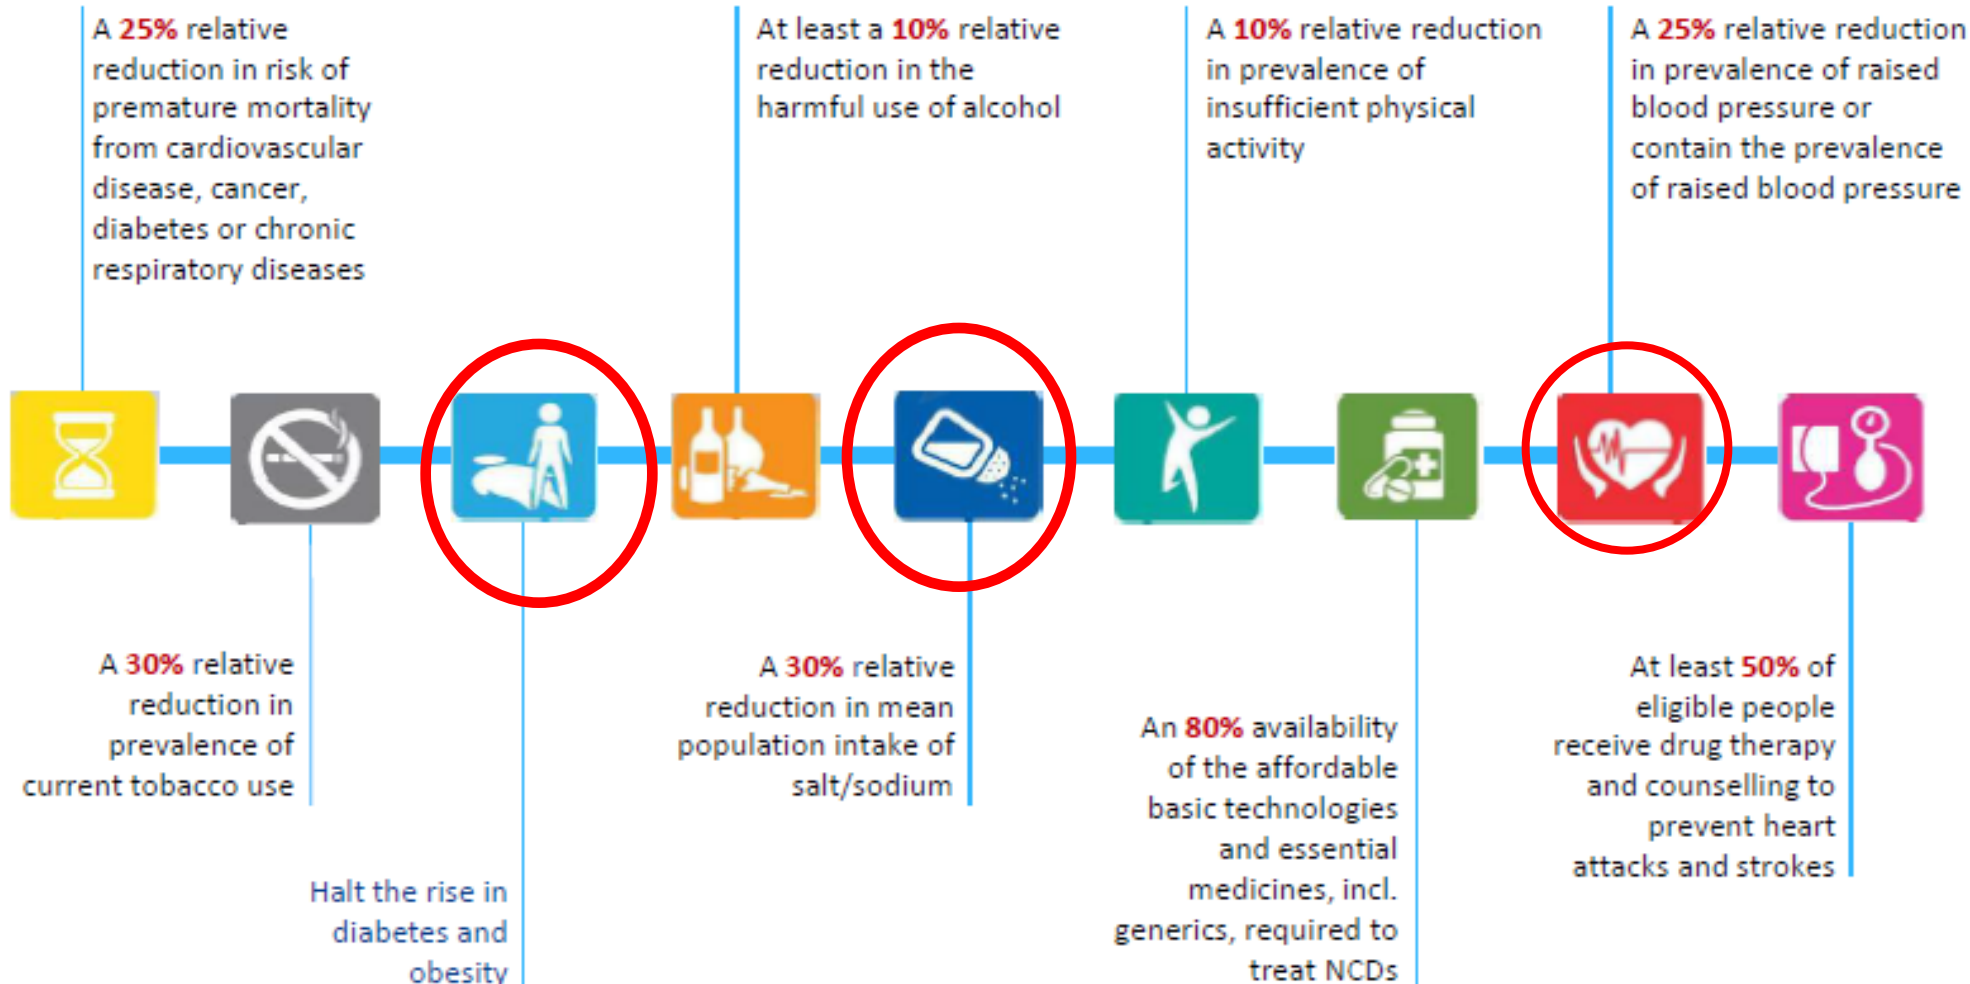 A 25% relative
reduction in risk of
premature mortality
from cardiovascular
disease, cancer,
diabetes or chronic
respiratory diseases
At least a 10% relative
reduction in the
harmful use of alcohol
A 10% relative reduction
in prevalence of
insufficient physical
activity
A 25% relative reduction
in prevalence of raised
blood pressure or
contain the prevalence
of raised blood pressure
A 30% relative
reduction in
prevalence of
current tobacco use
Halt the rise in
diabetes and
obesity
A 30% relative
reduction in mean
population intake of
salt/sodium
An 80% availability
of the affordable
basic technologies
and essential
medicines, incl.
generics, required to
treat NCDs
At least 50% of
eligible people
receive drug therapy
and counselling to
prevent heart
attacks and strokes